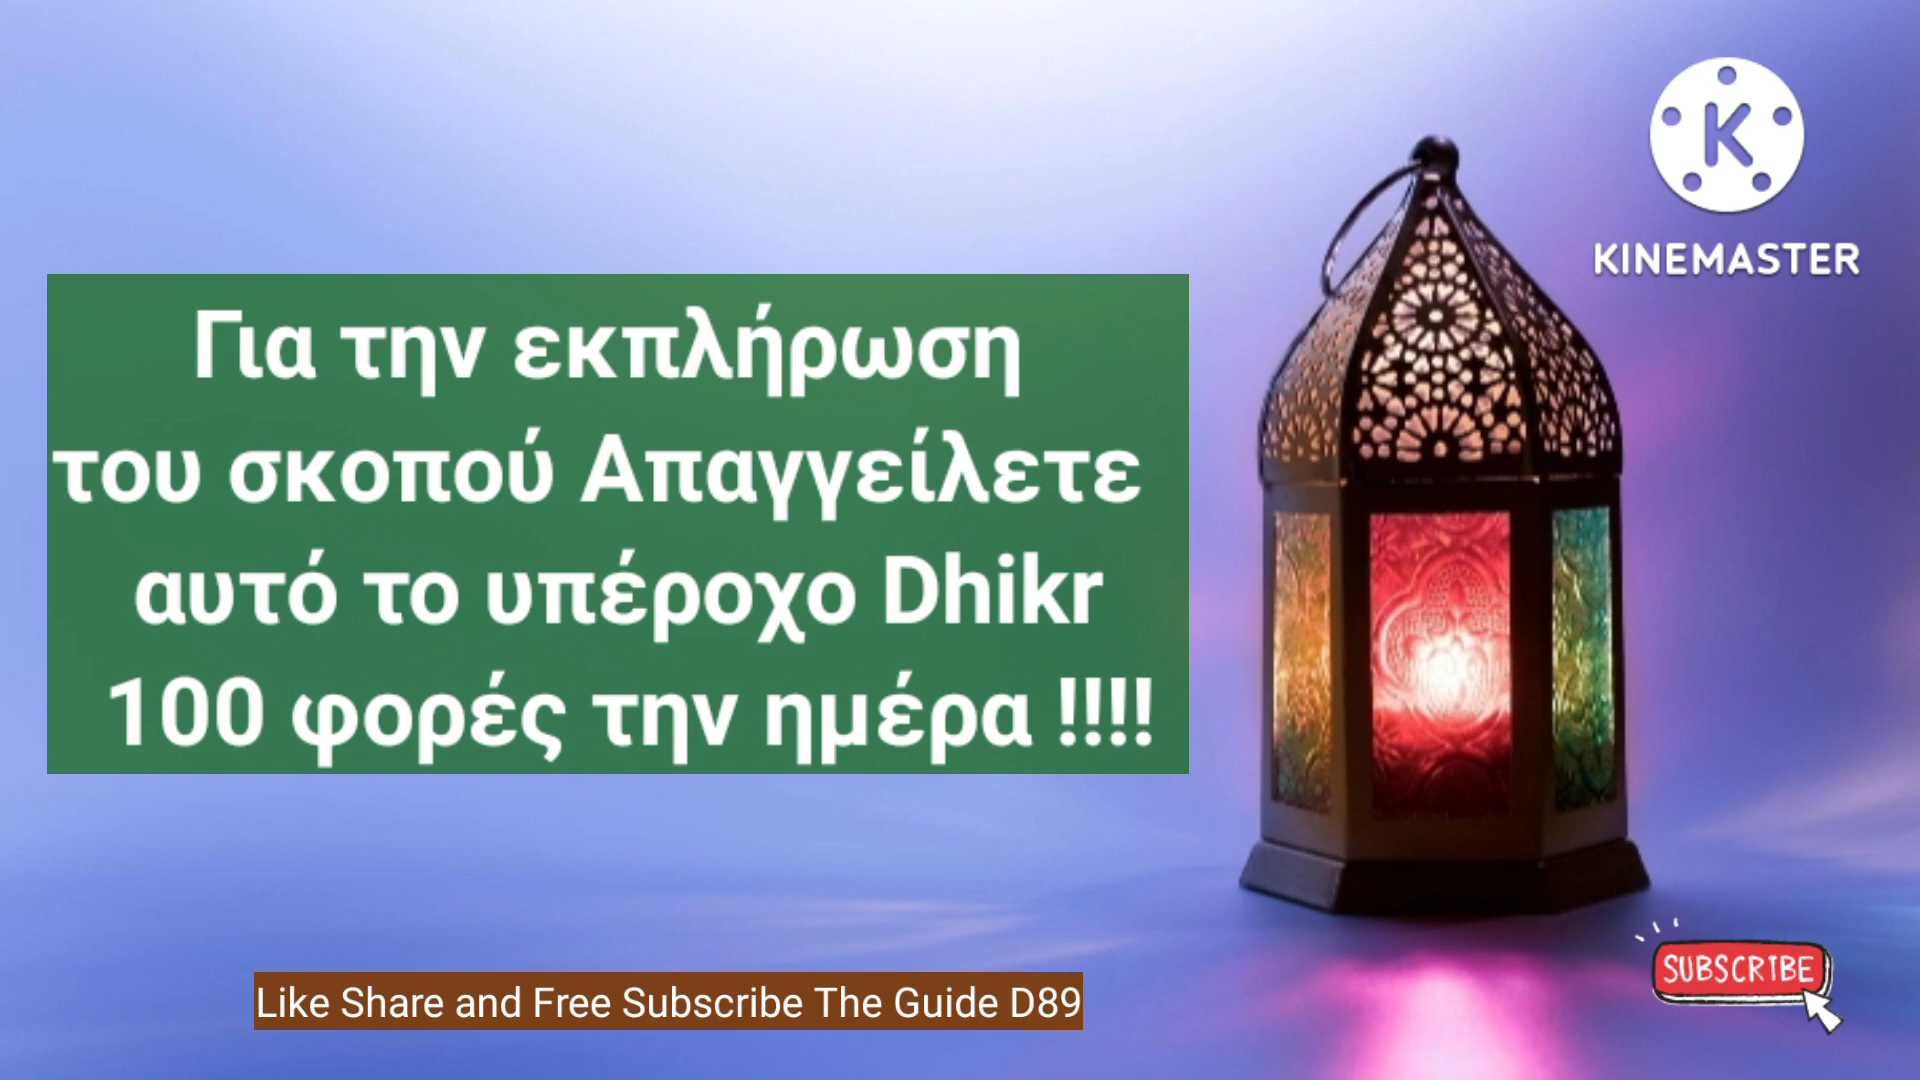 K
KINEMASTER
Για την εκπλήρωση
του σκοπού Απαγγείλετε
αυτό το υπέροχο Dhikr
100 φορές την ημέρα !!!!
SUBSCRIBE
Like Share and Free Subscribe The Guide D89